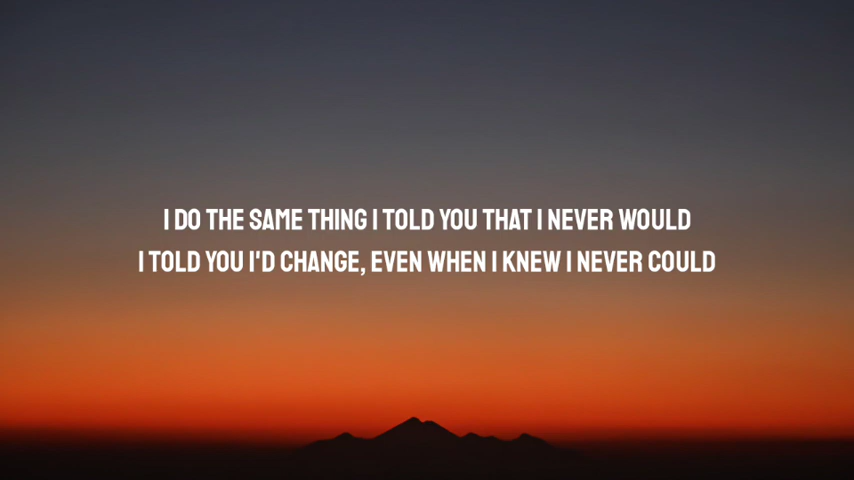 I DO THE SAME THING I TOLD YOU THAT I NEVER WOULD
I TOLD YOU I'D CHANGE, EVEN WHEN I KNEW I NEVER COULD